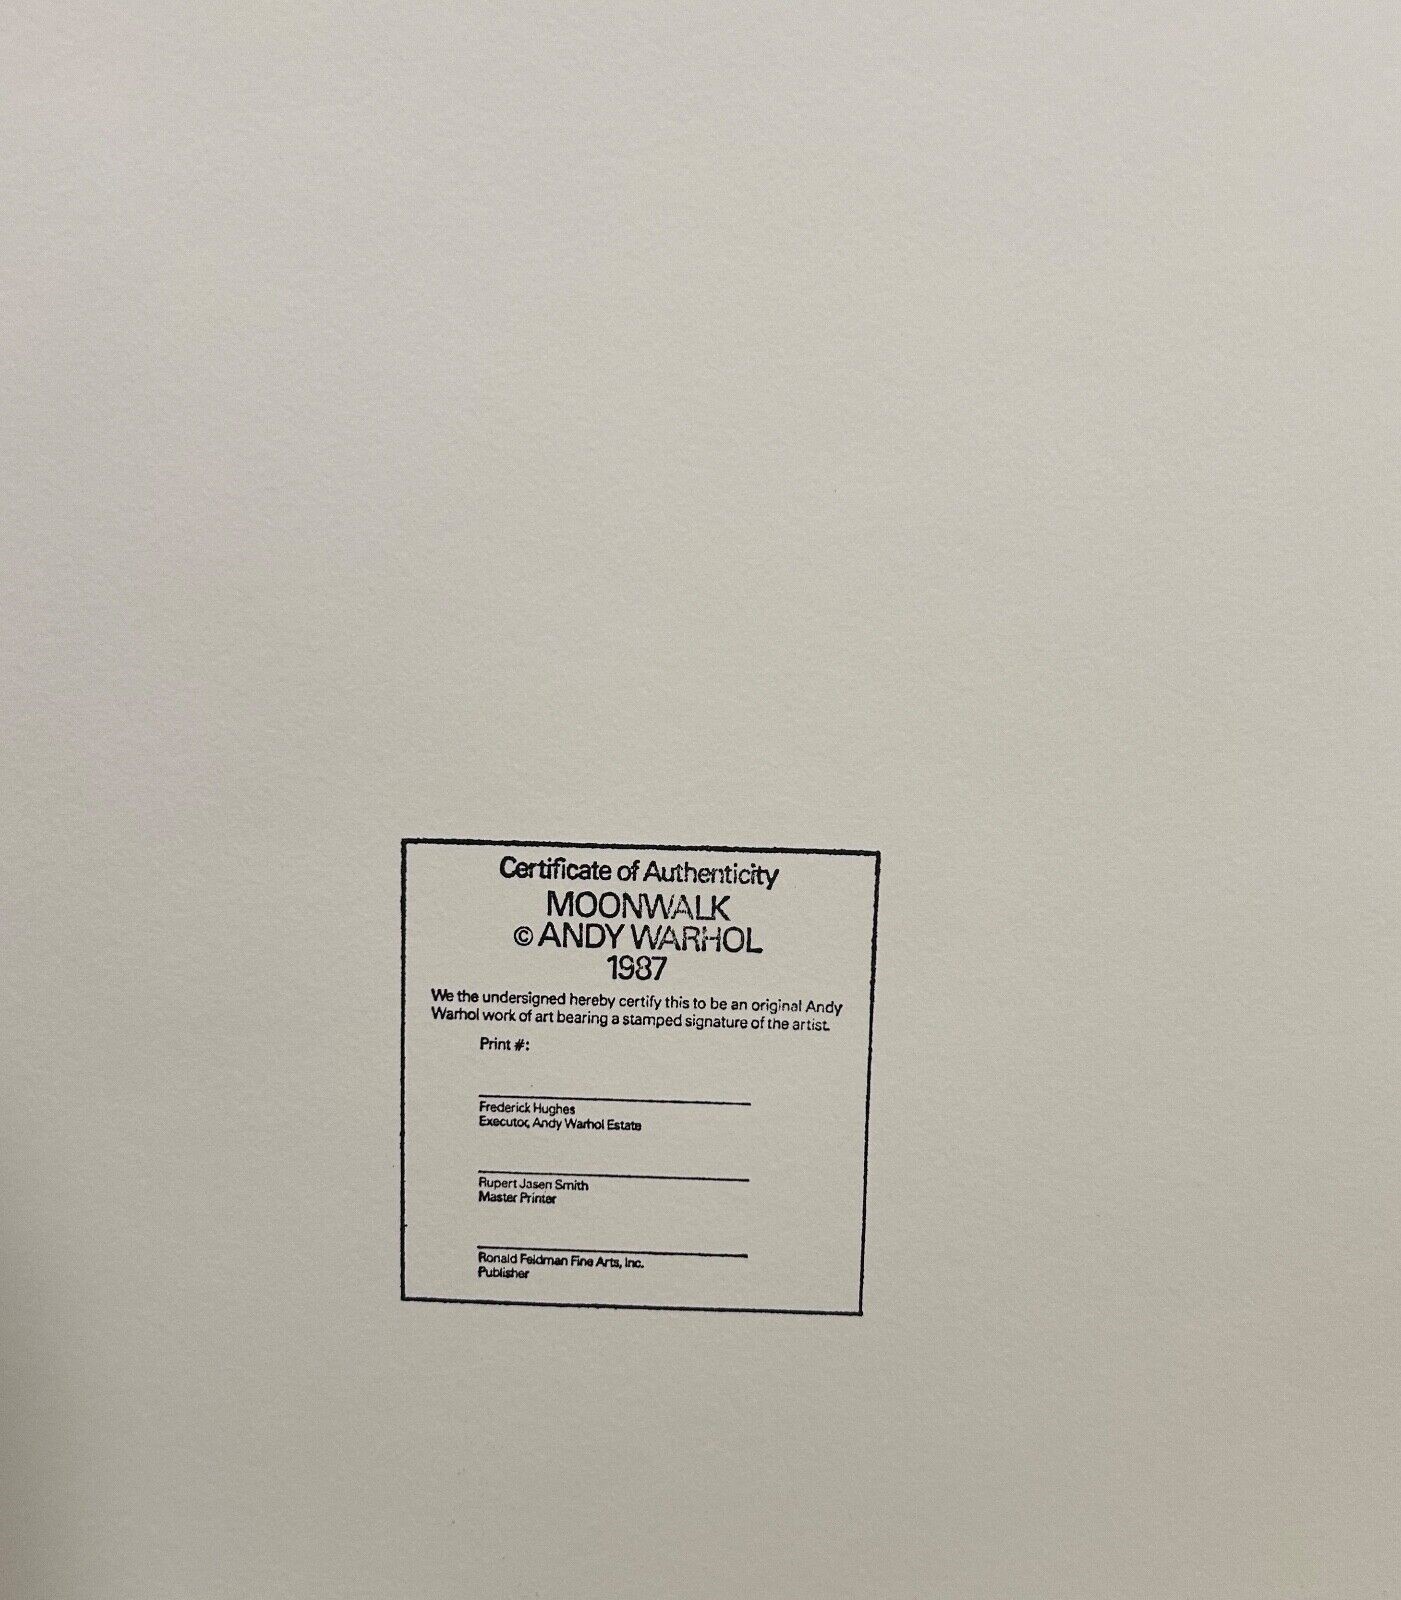 Certificate of Authenticity
MOONWALK
© ANDY WARHOL
1987
We the undersigned hereby certify this to be an original Andy
Warhol work of art bearing a stamped signature of the artist.
Print #:
Frederick Hughes
Executor, Andy Warhol Estate
Rupert Jasen Smith
Master Printer
Ronald Feldman Fine Arts, Inc.
Publisher